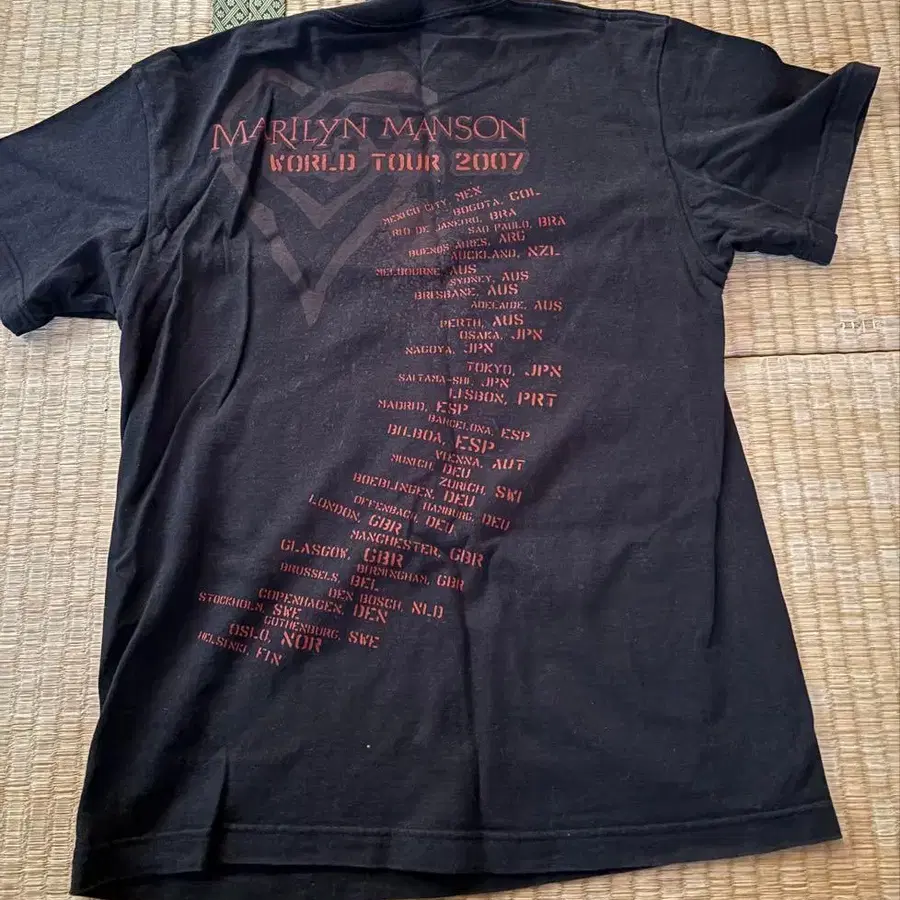 MARILYN MANSON
WORLD TOUR 2007
MEXICO CITY, MEX
BOGOTA, COL
RIO DE JANEIRO, BRA
SAO PAULO, BRA
BUENOS AIRES, ARG
AUCKLAND, NZL
MELBOURNE, AUS
SYDNEY, AUS
BRISBANE, AUS
ADELAIDE, AUS
PERTH, AUS
OSAKA, JPN
NAGOYA, JPN
TOKYO, JPN
SAITAMA-SHI, JPN
LISBON, PRT
MADRID, ESP
BARCELONA, ESP
BILBOA, ESP
VIENNA, AUT
MUNICH, DEU
ZURICH, SWI
BOEBLINGEN, DEU
HAMBURG, DEU
OFFENBACH, DEU
LONDON, GBR
MANCHESTER, GBR
GLASGOW, GBR
BIRMINGHAM, GBR
BRUSSELS, BEL
DEN BOSCH, NLD
COPENHAGEN, DEN
STOCKHOLM, SWE
GOTHENBURG, SWE
OSLO, NOR
HELSINKI, FIN